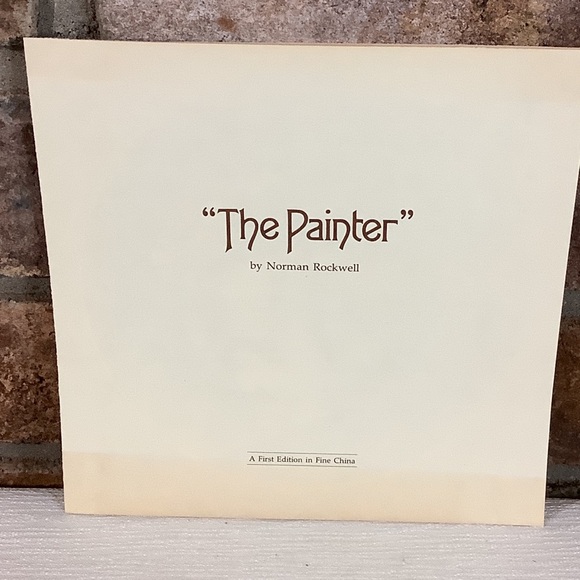 “The Painter”
by Norman Rockwell
A First Edition in Fine China